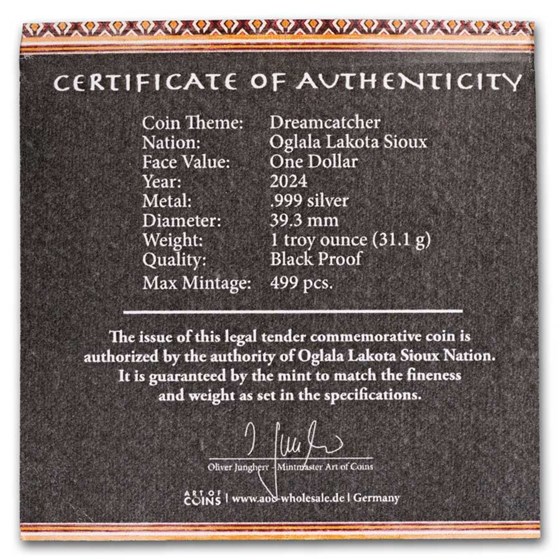 CERTIFICATE OF AUTHENTICITY
Coin Theme: Dreamcatcher
Nation: Oglala Lakota Sioux
Face Value: One Dollar
Year: 2024
Metal: .999 silver
Diameter: 39.3 mm
Weight: 1 troy ounce (31.1 g)
Quality: Black Proof
Max Mintage: 499 pcs.
The issue of this legal tender commemorative coin is
authorized by the authority of Oglala Lakota Sioux Nation.
It is guaranteed by the mint to match the fineness
and weight as set in the specifications.
Oliver Jungherr - Mintmaster Art of Coins
ART OF COINS | www.aoc-wholesale.de | Germany